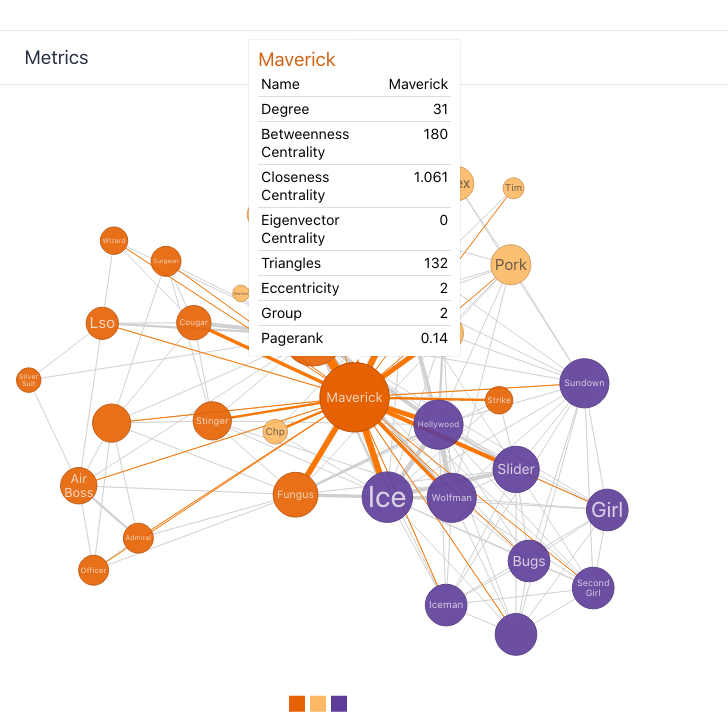 Metrics
Maverick
Name Maverick
Degree 31
Betweenness 180
Centrality
Closeness 1.061
Centrality
Eigenvector 0
Centrality
Triangles 132
Eccentricity 2
Group 2
Pagerank 0.14
ex
Tim
Wizard
Surgeon
Pork
Lso
Cougar
Silver
Suit
Sundown
Maverick
Strike
Stinger
Chp
Hollywood
Slider
Air
Boss
Fungus
Ice
Wolfman
Girl
Admiral
Officer
Bugs
Second
Girl
Iceman